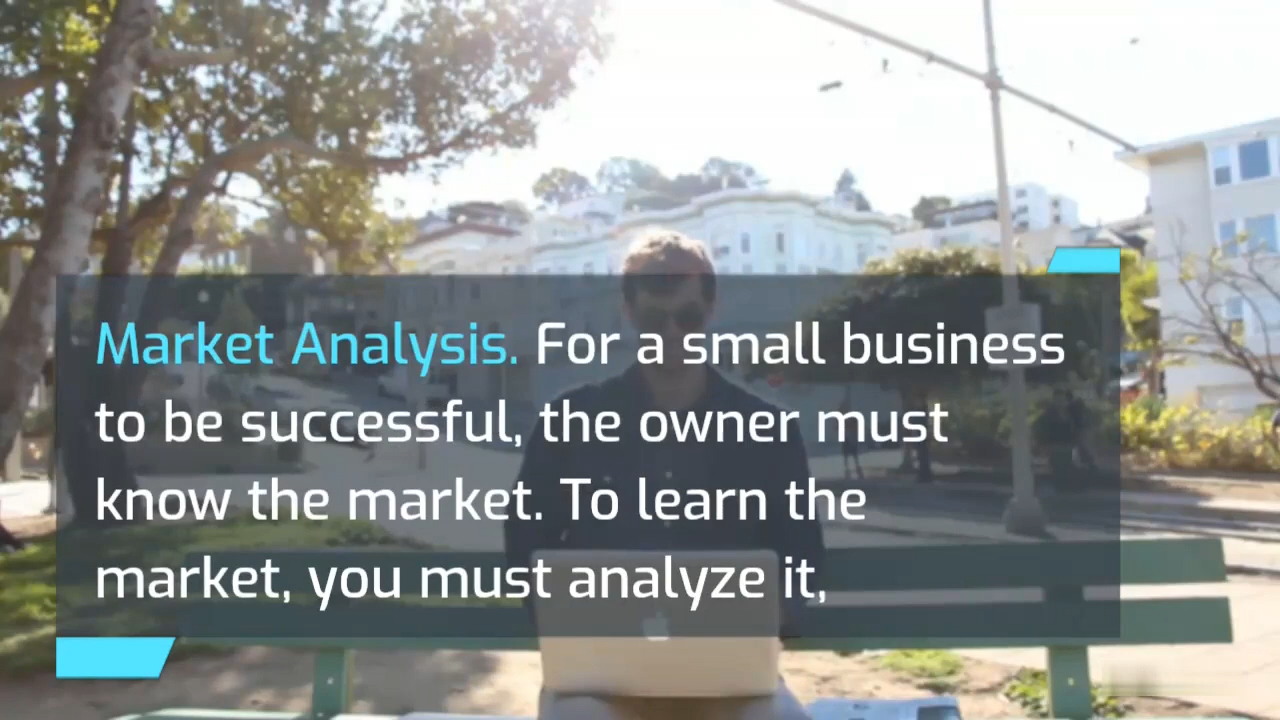 Market Analysis. For a small business
to be successful, the owner must
know the market. To learn the
market, you must analyze it,